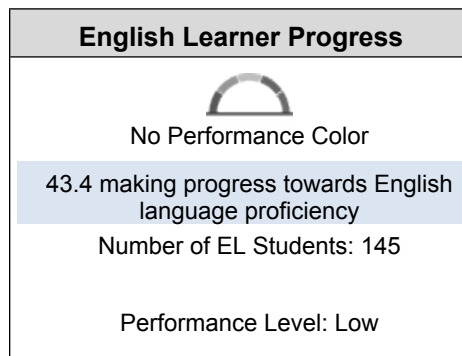 English Learner Progress
No Performance Color
43.4 making progress towards English
language proficiency
Number of EL Students: 145
Performance Level: Low